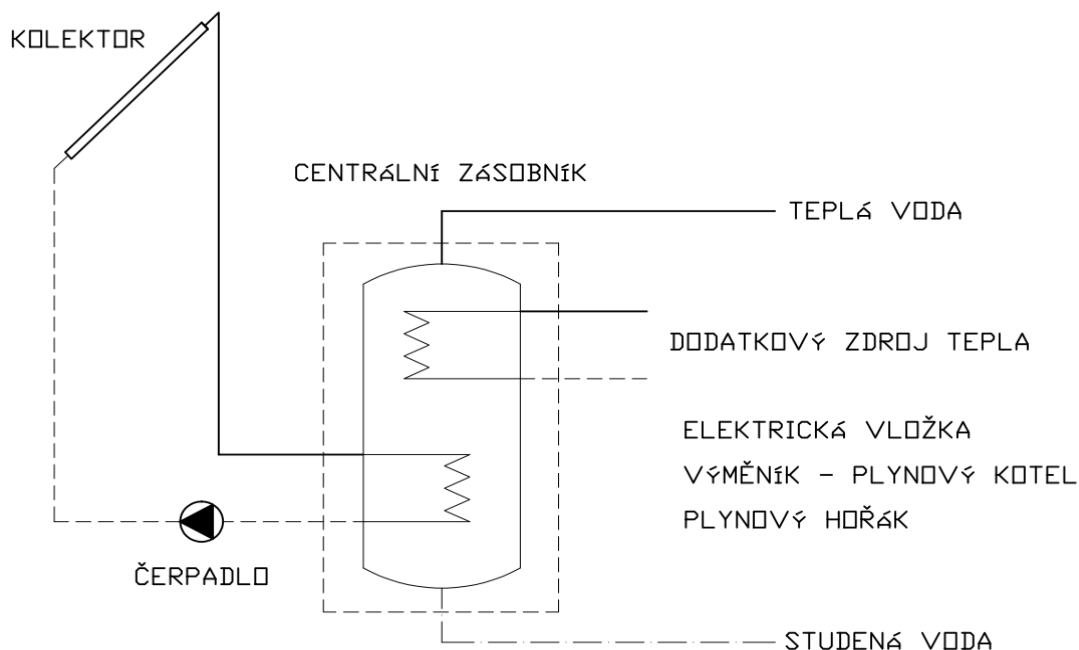 KOLEKTOR
CENTRÁLNÍ ZÁSOBNÍK
TEPLÁ VODA
DODATKOVÝ ZDROJ TEPLA
ELEKTRICKÁ VLOŽKA
VÝMĚNÍK - PLYNOVÝ KOTEL
PLYNOVÝ HOŘÁK
ČERPADLO
STUDENÁ VODA